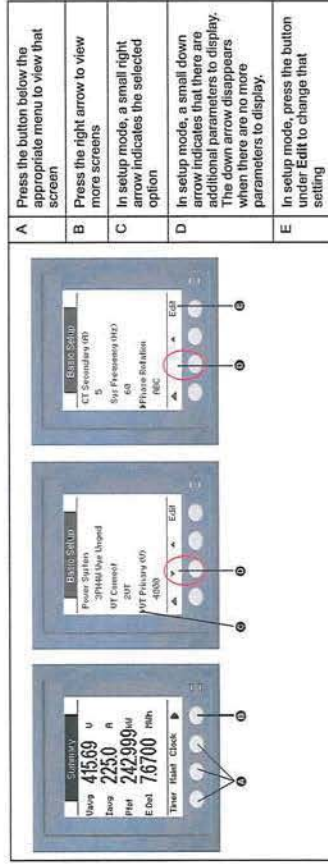 Summary
Vavg 415.69 V
Iavg 225.0 A
Ptot 242.999 kW
E Del 7.6700 MWh
Timer Maint Clock
A
B
Basic Setup
Power System
3PH4W Wye Ungnd
VT Connect
2VT
VT Primary (V)
4000
Edit
C
D
Basic Setup
CT Secondary (A)
5
Sys Frequency (Hz)
60
Phase Rotation
ABC
Edit
D
E
A Press the button below the
appropriate menu to view that
screen
B Press the right arrow to view
more screens
C In setup mode, a small right
arrow indicates the selected
option
D In setup mode, a small down
arrow indicates that there are
additional parameters to display.
The down arrow disappears
when there are no more
parameters to display.
E In setup mode, press the button
under Edit to change that
setting